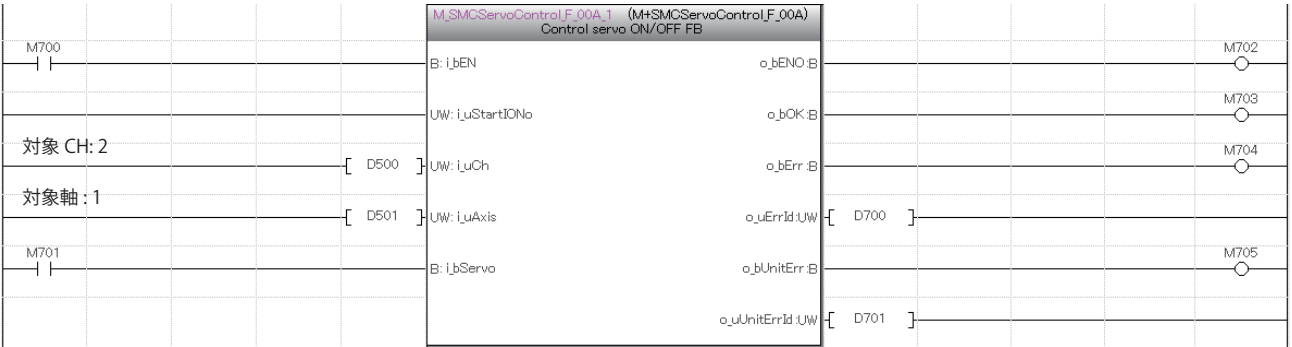 M_SMCServoControl_F_00A_1 (M+SMCServoControl_F_00A)
Control servo ON/OFF FB
M700
B: i_bEN
o_bENO:B
M702
UW: i_uStartIONo
o_bOK:B
M703
対象 CH: 2
D500
UW: i_uCh
o_bErr:B
M704
対象軸 : 1
D501
UW: i_uAxis
o_uErrId:UW
D700
M701
B: i_bServo
o_bUnitErr:B
M705
o_uUnitErrId:UW
D701